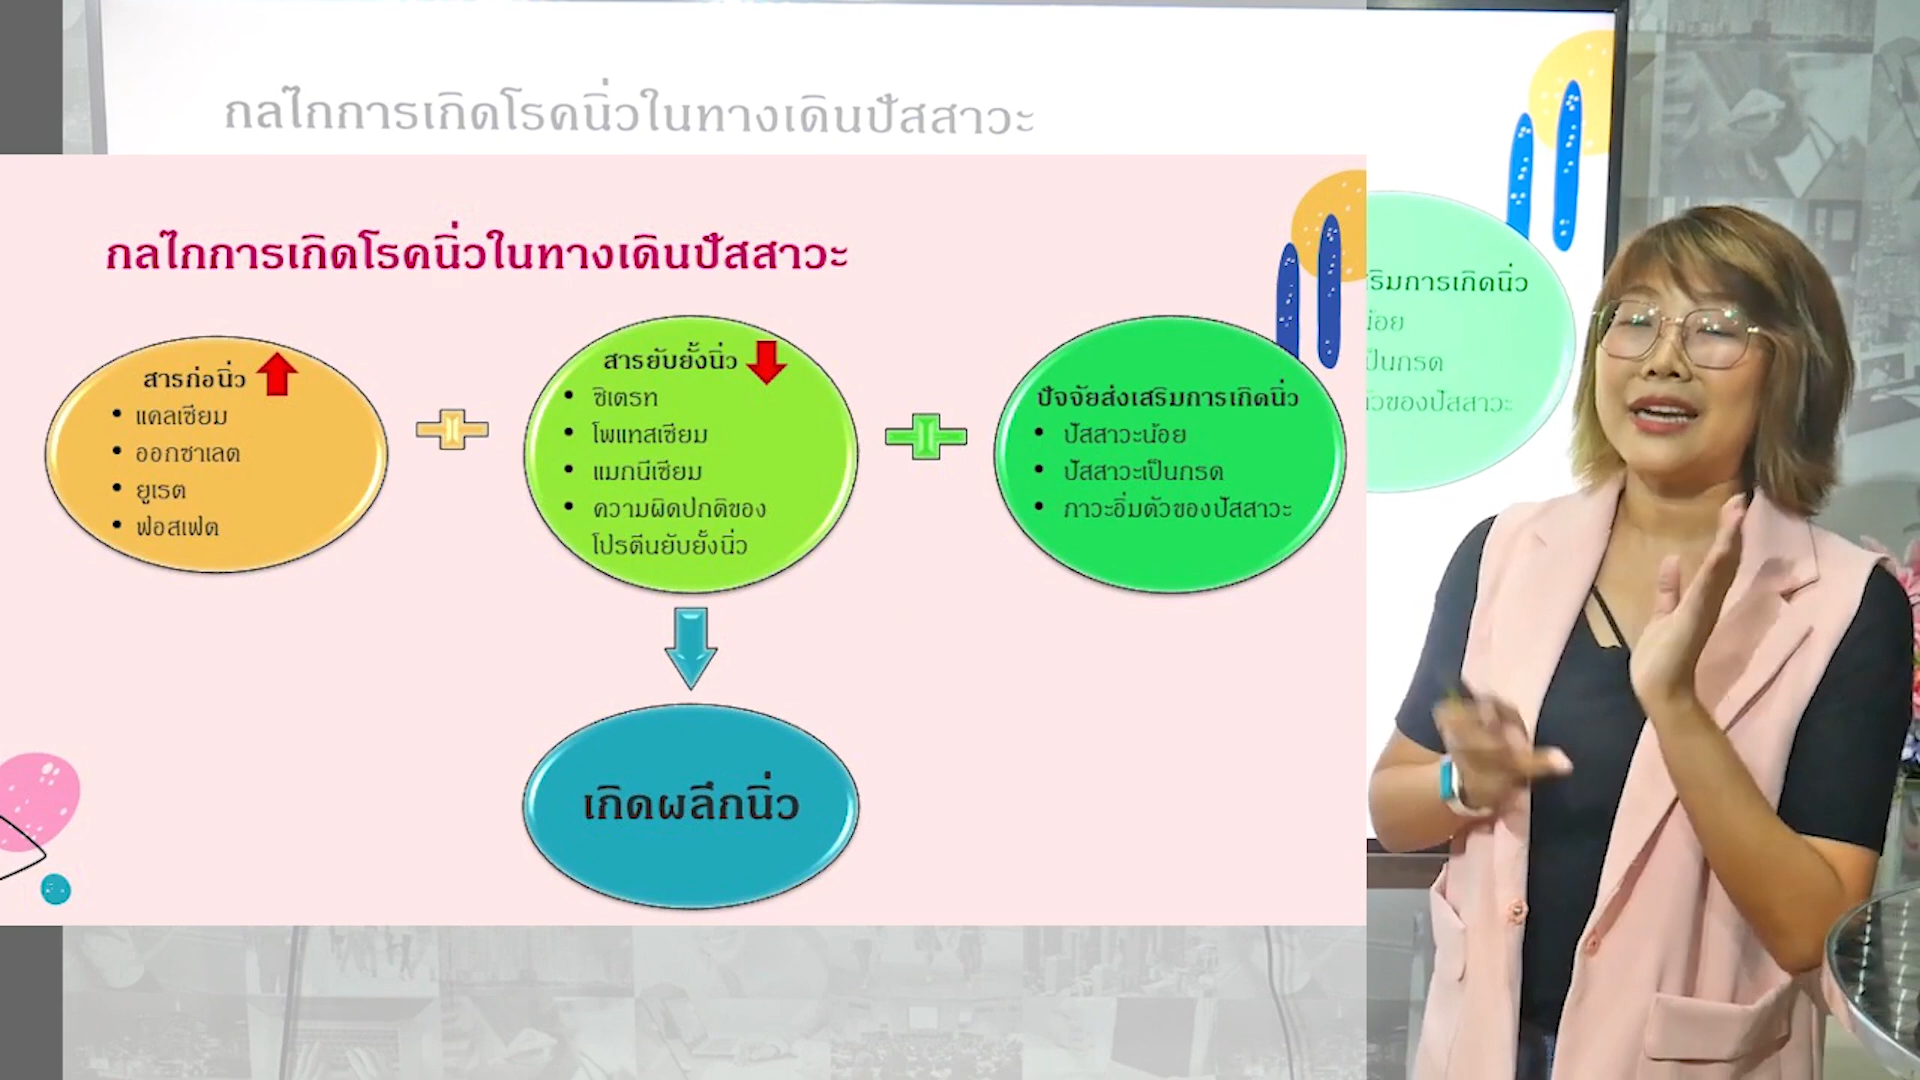 กลไกการเกิดโรคนิ่วในทางเดินปัสสาวะ
กลไกการเกิดโรคนิ่วในทางเดินปัสสาวะ
สารก่อนิ่ว
• แคลเซียม
• ออกซาเลต
• ยูเรต
• ฟอสเฟต
สารยับยั้งนิ่ว
• ซิเตรท
• โพแทสเซียม
• แมกนีเซียม
• ความผิดปกติของ
โปรตีนยับยั้งนิ่ว
ปัจจัยส่งเสริมการเกิดนิ่ว
• ปัสสาวะน้อย
• ปัสสาวะเป็นกรด
• ภาวะอิ่มตัวของปัสสาวะ
เกิดผลึกนิ่ว
ริมการเกิดนิ่ว
น้อย
เป็นกรด
ตัวของปัสสาวะ